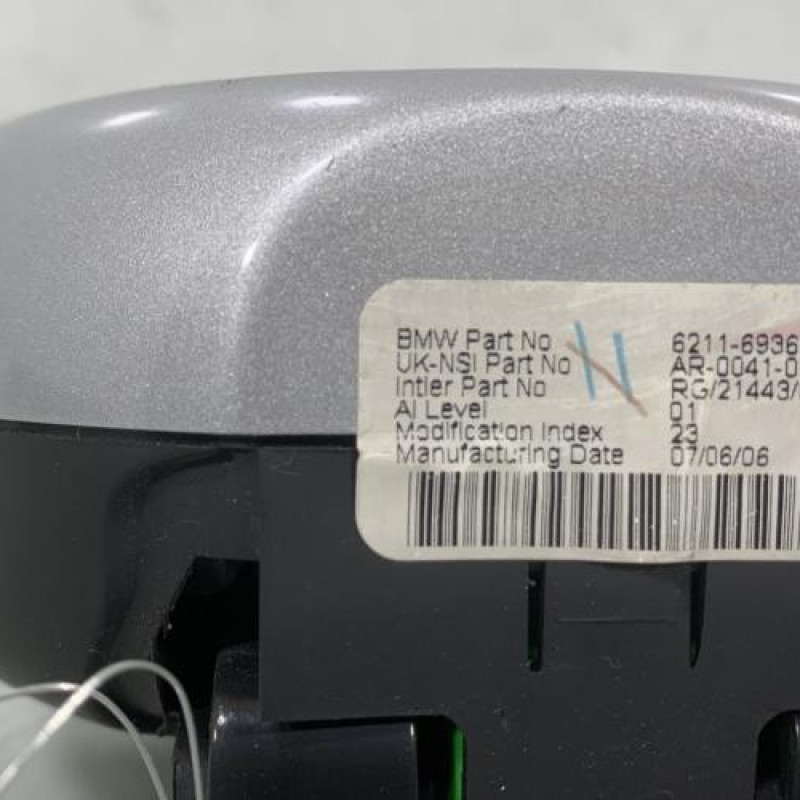 BMW Part No 6211-6936
UK-NSI Part No AR-0041-0
Intier Part No RG/21443/
AI Level 01
Modification Index 23
Manufacturing Date 07/06/06